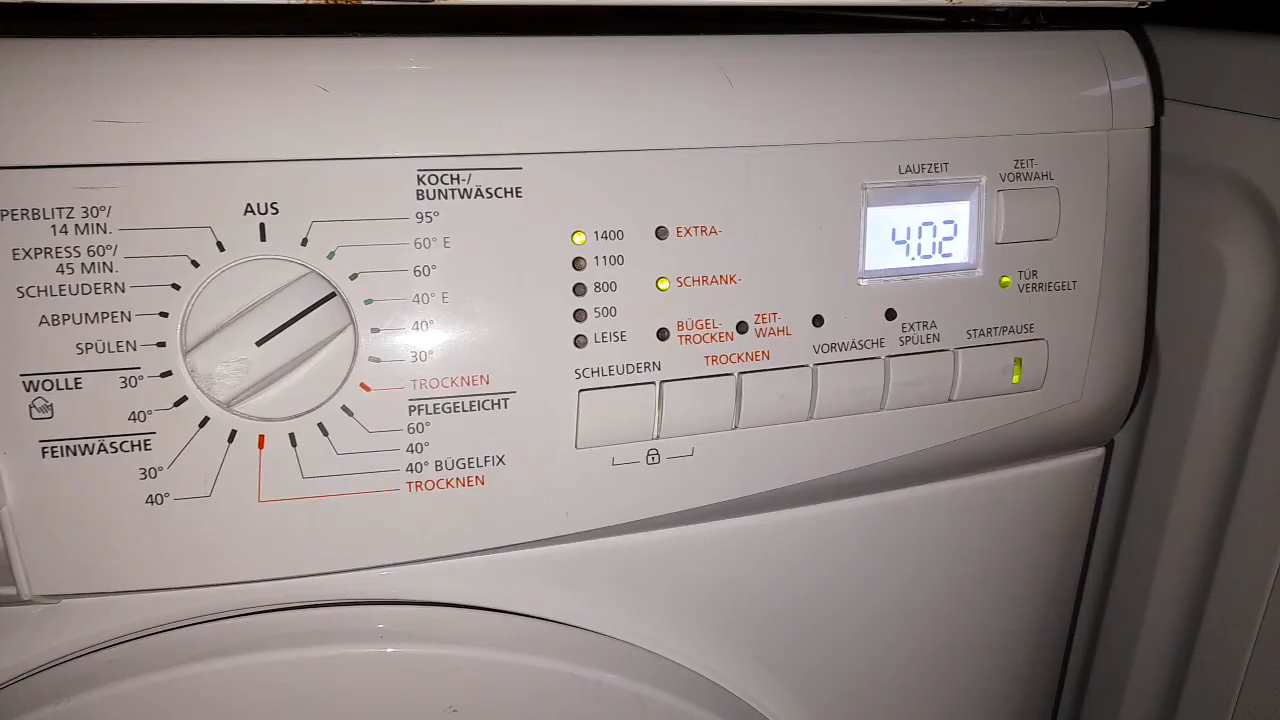 AUS
PERBLITZ 30°/
14 MIN.
EXPRESS 60°/
45 MIN.
SCHLEUDERN
ABPUMPEN
SPÜLEN
WOLLE
30°
40°
FEINWÄSCHE
30°
40°
KOCH-/
BUNTWÄSCHE
95°
60° E
60°
40° E
40°
30°
TROCKNEN
PFLEGELEICHT
60°
40°
40° BÜGELFIX
TROCKNEN
1400
1100
800
500
LEISE
SCHLEUDERN
EXTRA-
SCHRANK-
BÜGEL-
TROCKEN
ZEIT-
WAHL
TROCKNEN
VORWÄSCHE
EXTRA
SPÜLEN
START/PAUSE
LAUFZEIT
4.02
ZEIT-
VORWAHL
TÜR
VERRIEGELT